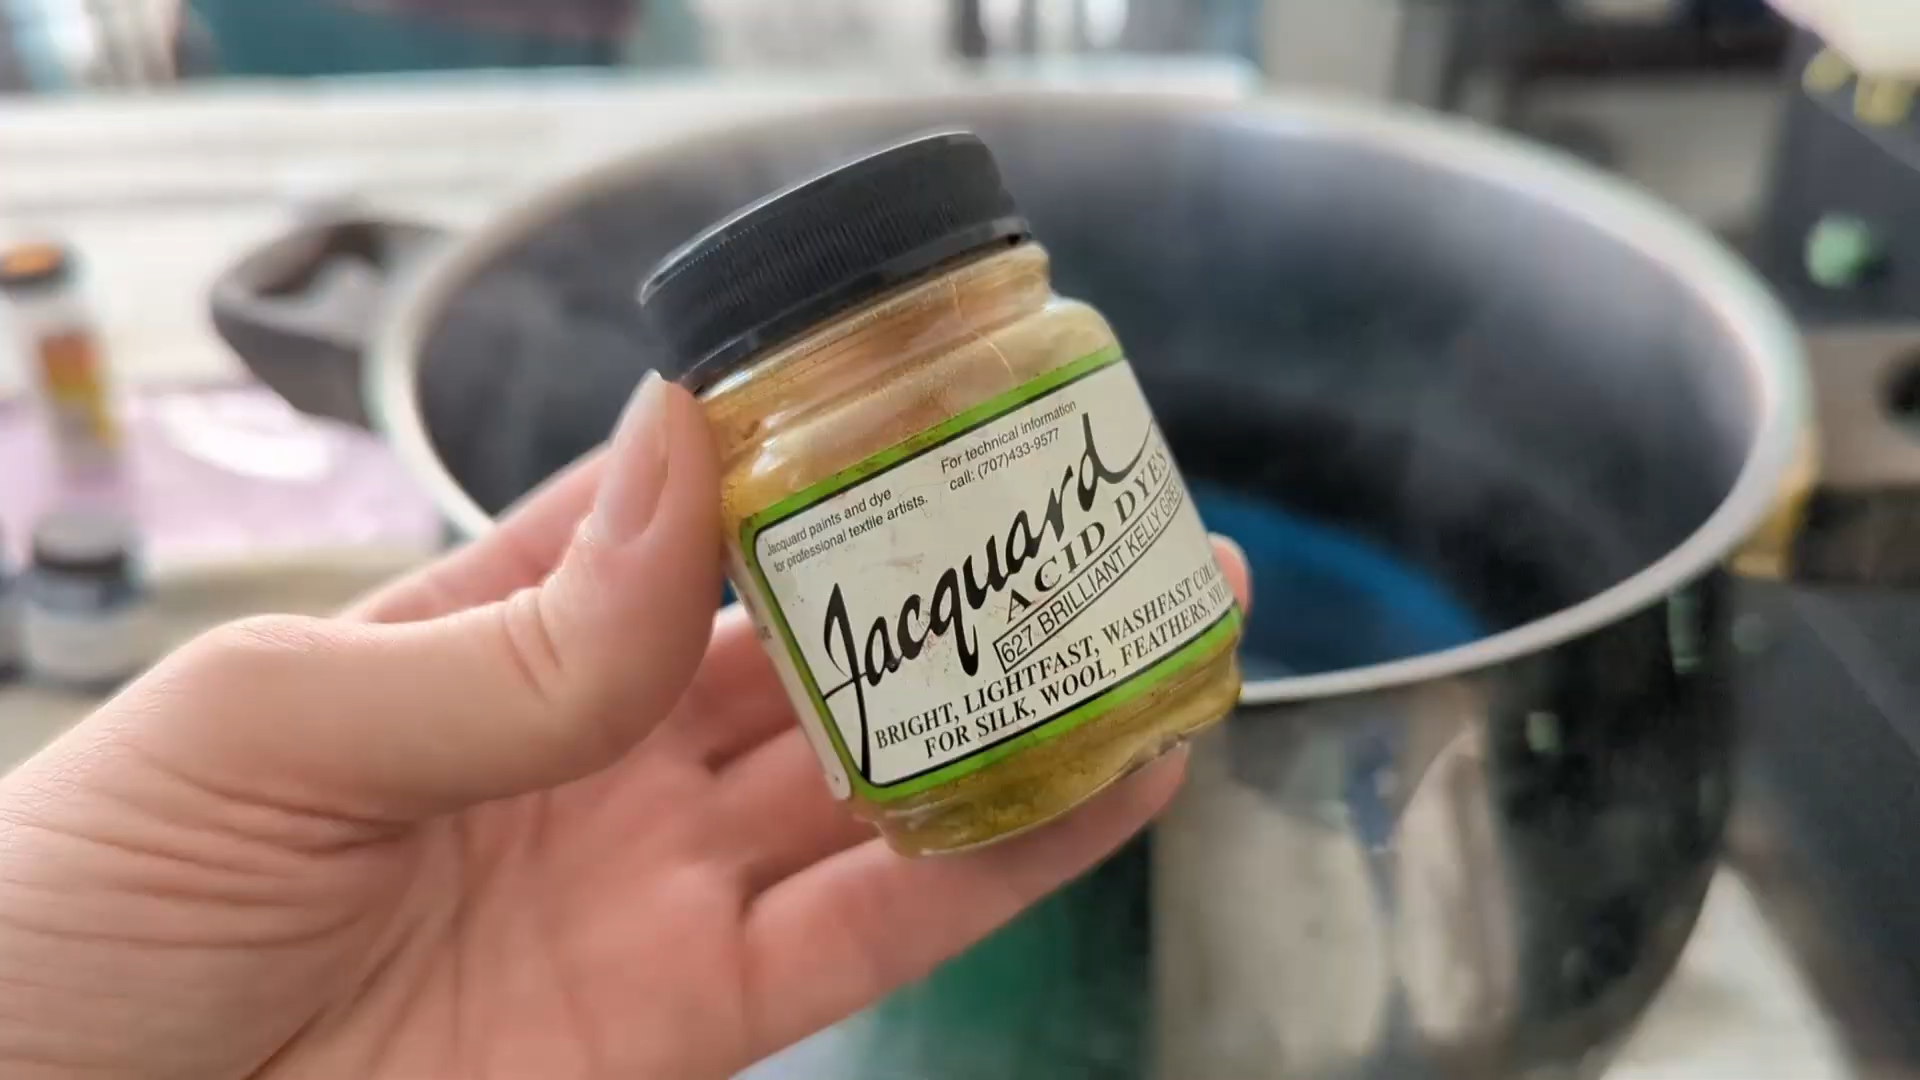 Jacquard paints and dye
for professional textile artists.
For technical information
call: (707)433-9577
Jacquard
ACID DYES
627 BRILLIANT KELLY
BRIGHT, LIGHTFAST, WASHFAST
FOR SILK, WOOL, FEATHERS,